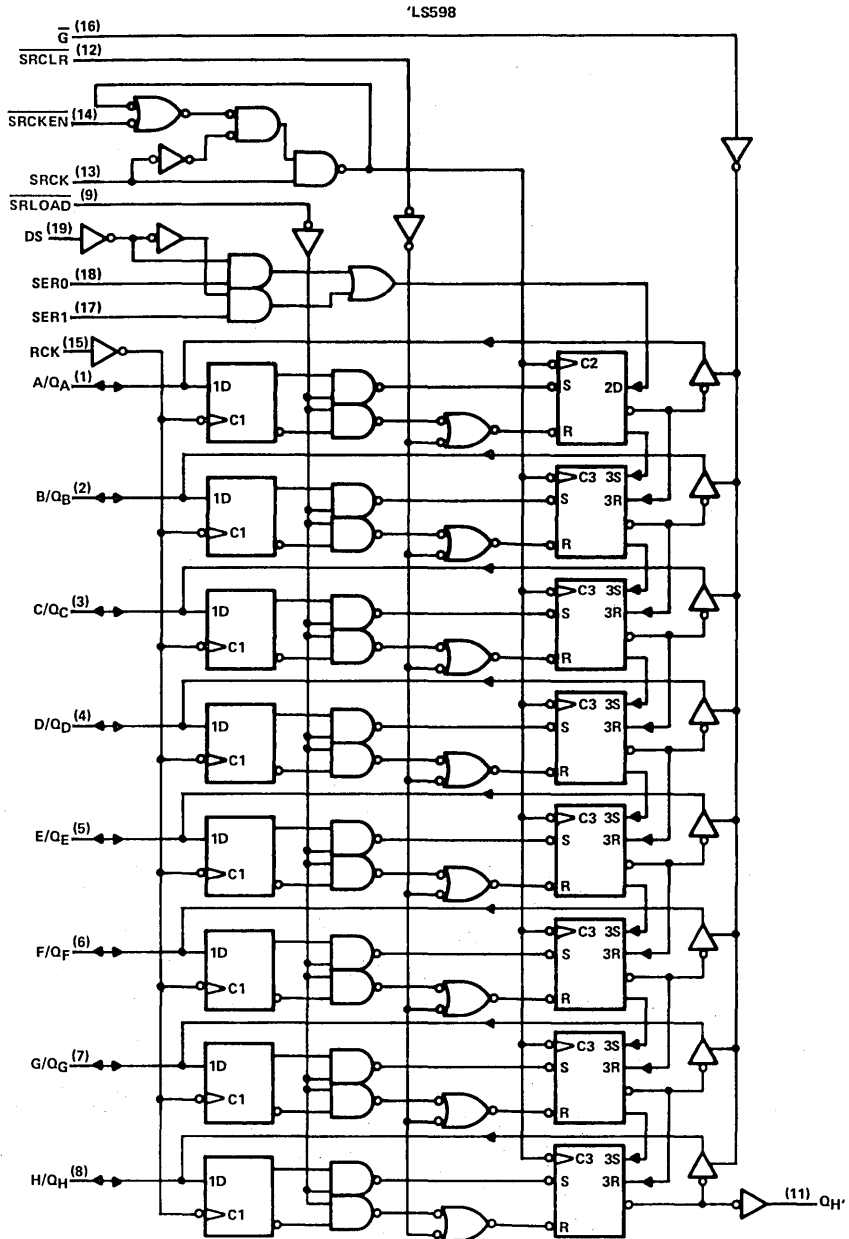 'LS598
G̅ (16)
S̅R̅C̅L̅R̅ (12)
S̅R̅C̅K̅E̅N̅ (14)
SRCK (13)
S̅R̅L̅O̅A̅D̅ (9)
DS (19)
SER0 (18)
SER1 (17)
RCK (15)
A/QA (1)
1D
C1
C2
S
2D
R
B/QB (2)
1D
C1
C3 3S
S 3R
R
C/QC (3)
1D
C1
C3 3S
S 3R
R
D/QD (4)
1D
C1
C3 3S
S 3R
R
E/QE (5)
1D
C1
C3 3S
S 3R
R
F/QF (6)
1D
C1
C3 3S
S 3R
R
G/QG (7)
1D
C1
C3 3S
S 3R
R
H/QH (8)
1D
C1
C3 3S
S 3R
R
(11) QH'